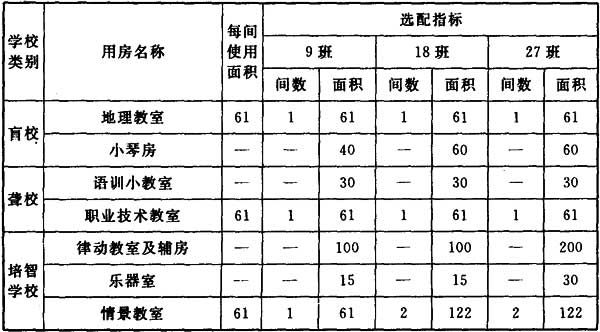 学校类别 用房名称 每间使用面积 选配指标
9班 18班 27班
间数 面积 间数 面积 间数 面积
盲校 地理教室 61 1 61 1 61 1 61
小琴房 — — 40 — 60 — 60
聋校 语训小教室 — — 30 — 30 — 30
职业技术教室 61 1 61 1 61 1 61
培智学校 律动教室及辅房 — — 100 — 100 — 200
乐器室 — — 15 — 15 — 30
情景教室 61 1 61 2 122 2 122